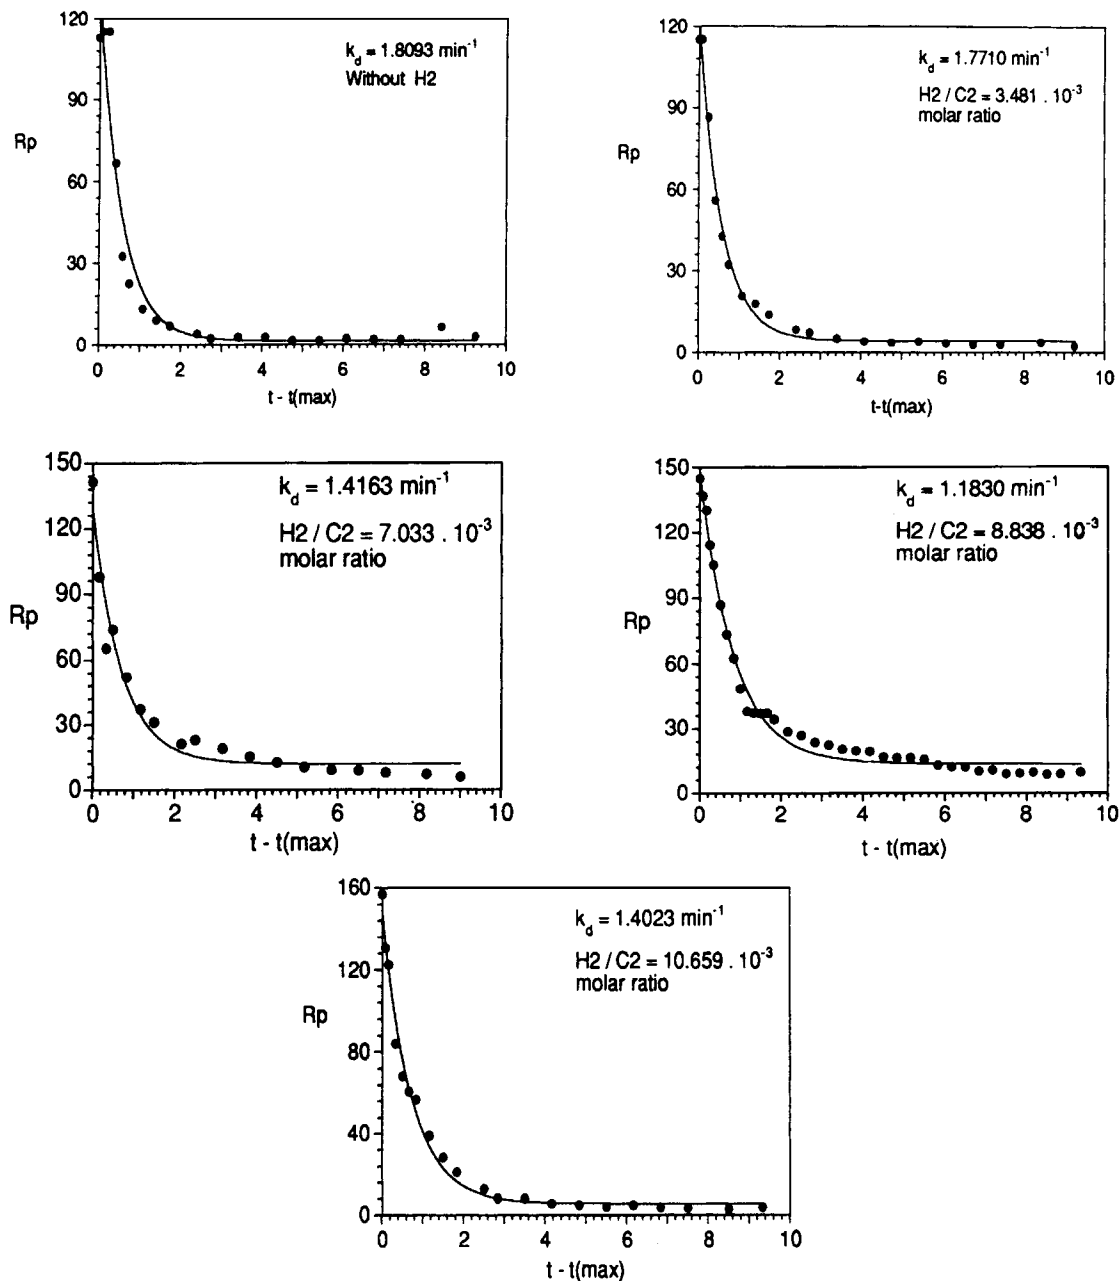 120
90
60
30
0
Rp
k_d = 1.8093 min⁻¹
Without H2
0 2 4 6 8 10
t - t(max)
120
90
60
30
0
Rp
k_d = 1.7710 min⁻¹
H2 / C2 = 3.481 . 10⁻³
molar ratio
0 2 4 6 8 10
t-t(max)
150
120
90
60
30
0
Rp
k_d = 1.4163 min⁻¹
H2 / C2 = 7.033 . 10⁻³
molar ratio
0 2 4 6 8 10
t - t(max)
150
120
90
60
30
0
Rp
k_d = 1.1830 min⁻¹
H2 / C2 = 8.838 . 10⁻³
molar ratio
0 2 4 6 8 10
t - t(max)
160
120
80
40
0
Rp
k_d = 1.4023 min⁻¹
H2 / C2 = 10.659 . 10⁻³
molar ratio
0 2 4 6 8 10
t - t(max)